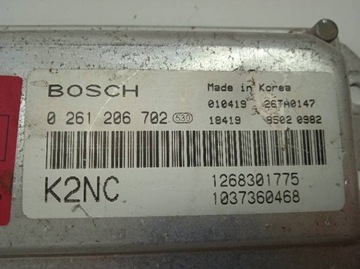 BOSCH
Made in Korea
0 261 206 702
010419 267A0147
18419 8502 0982
K2NC
1268301775
1037360468